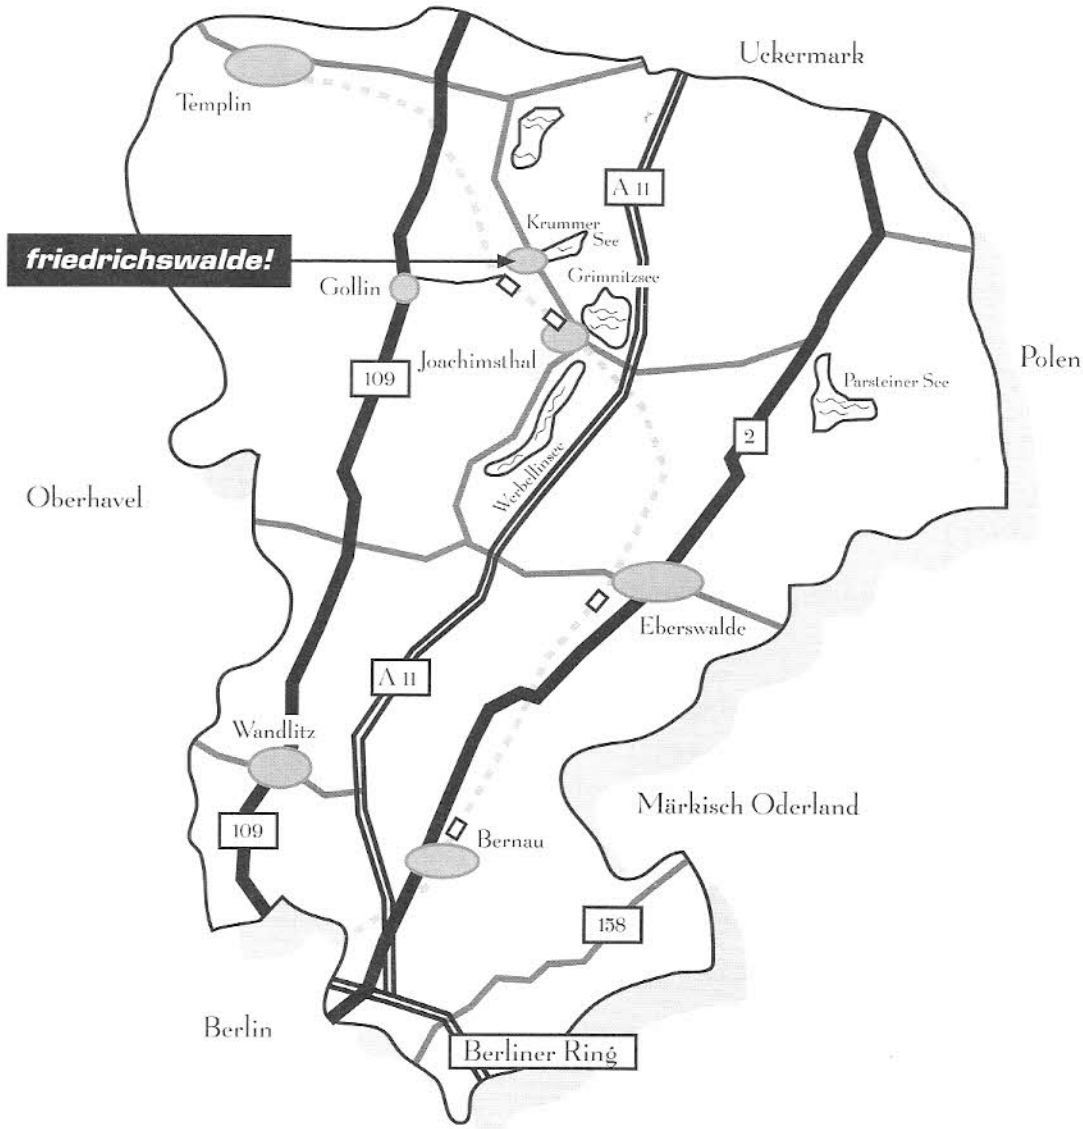 Uckermark
Templin
A 11
Krummer
See
friedrichswalde!
Grimnitzsee
Gollin
Joachimsthal
109
Parsteiner See
Polen
2
Werbellinsee
Oberhavel
Eberswalde
A 11
Wandlitz
Märkisch Oderland
109
Bernau
158
Berlin
Berliner Ring